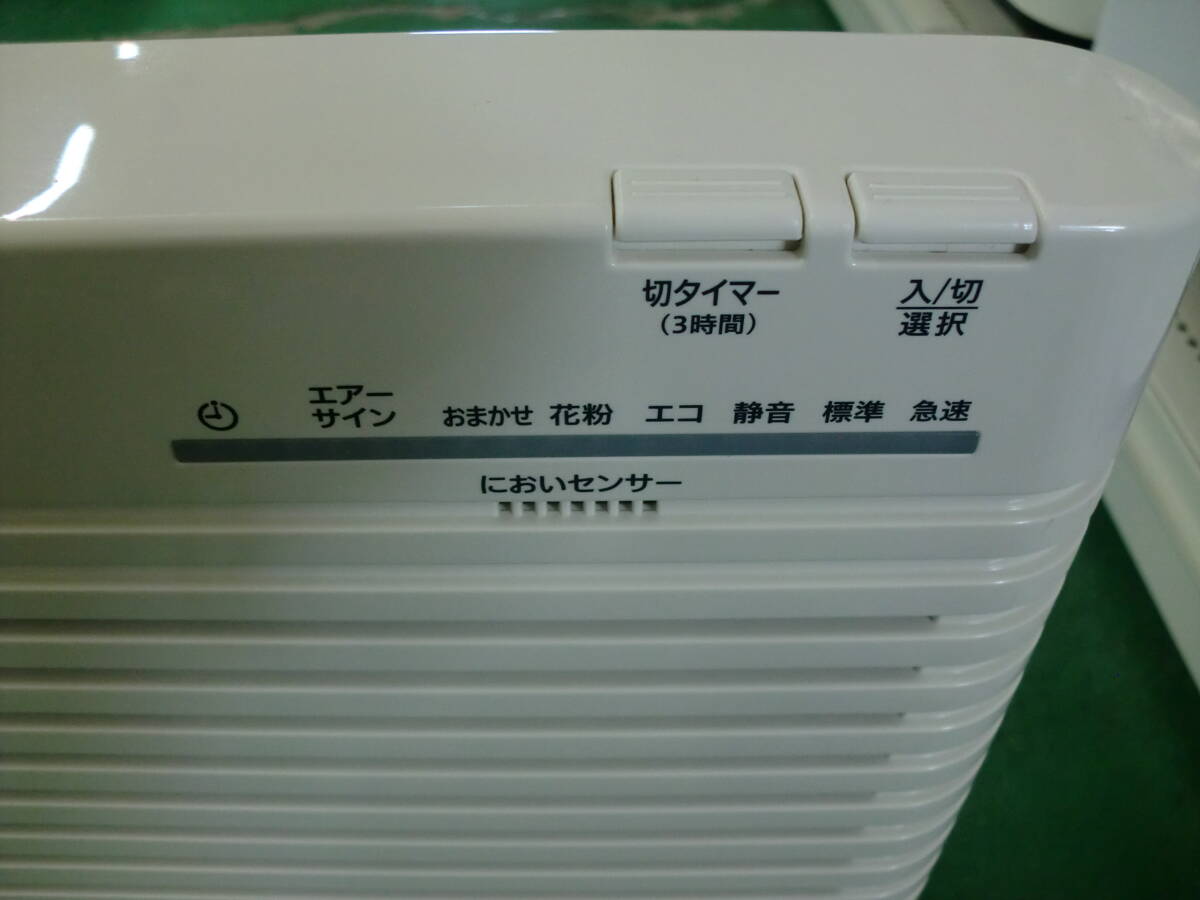 切タイマー
(3時間)
入/切
選択
エアー
サイン
おまかせ 花粉 エコ 静音 標準 急速
においセンサー